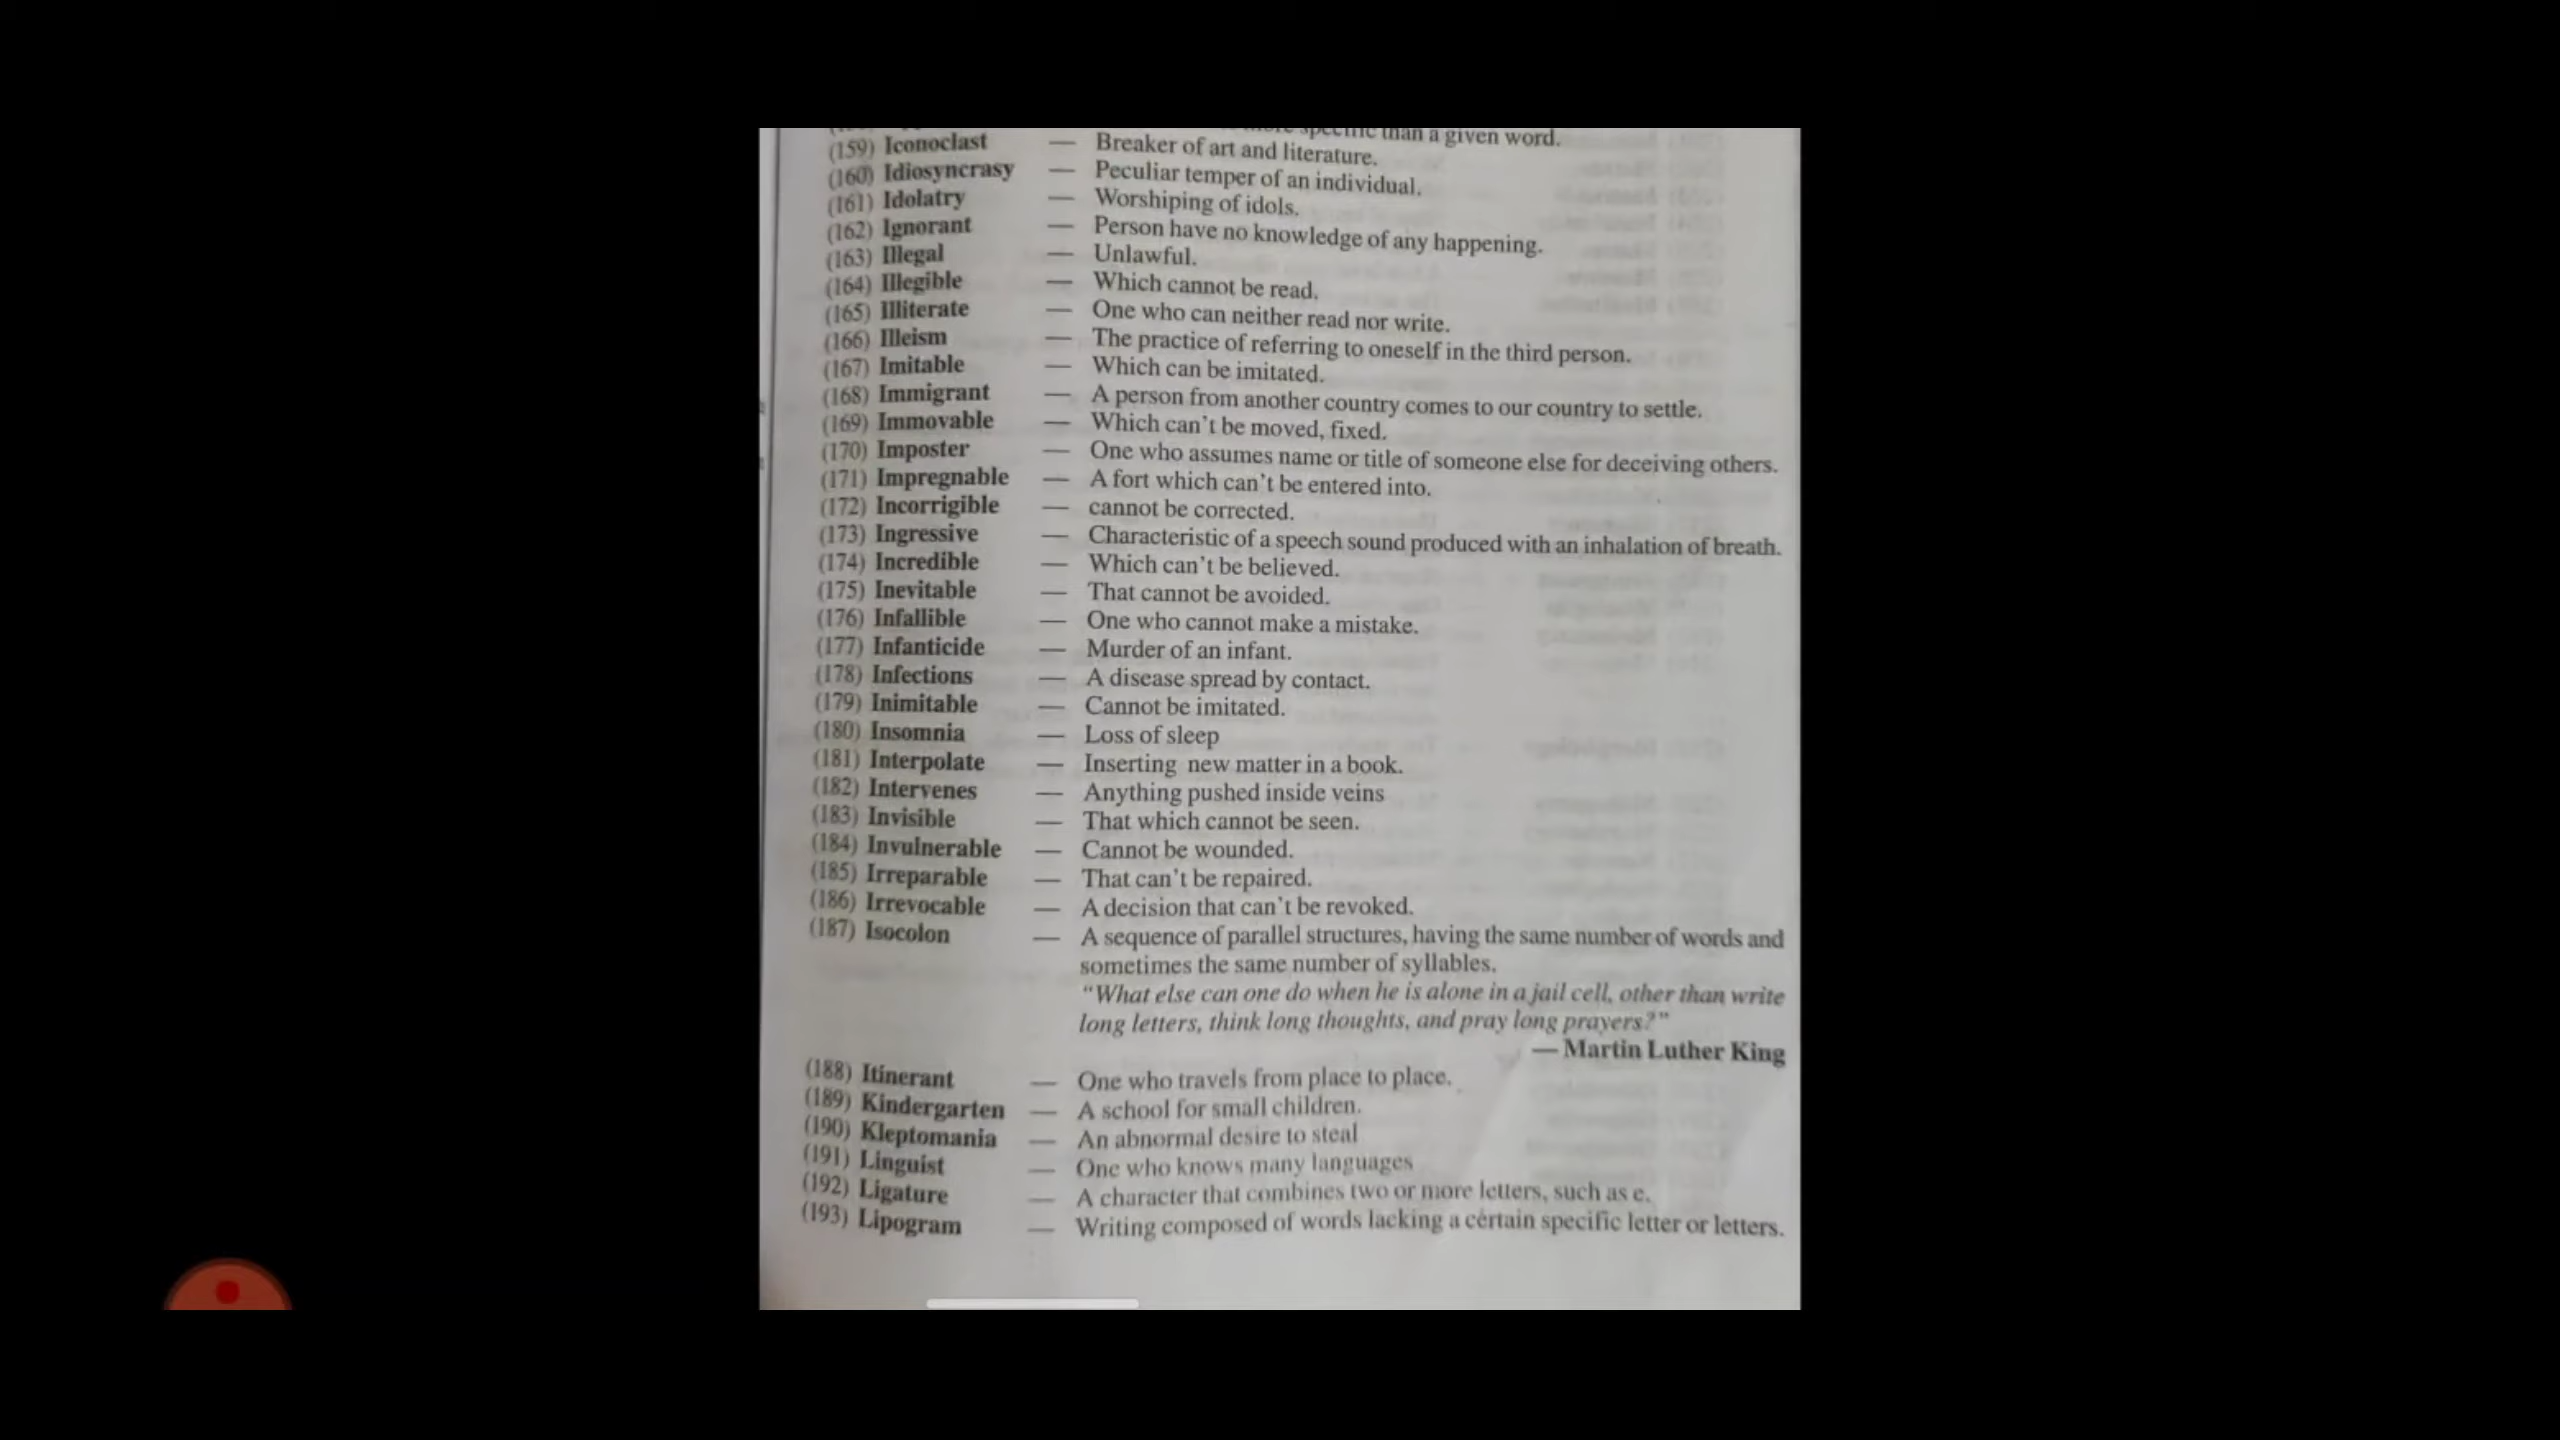 specific than a given word.
(159) Iconoclast — Breaker of art and literature.
(160) Idiosyncrasy — Peculiar temper of an individual.
(161) Idolatry — Worshiping of idols.
(162) Ignorant — Person have no knowledge of any happening.
(163) Illegal — Unlawful.
(164) Illegible — Which cannot be read.
(165) Illiterate — One who can neither read nor write.
(166) Illeism — The practice of referring to oneself in the third person.
(167) Imitable — Which can be imitated.
(168) Immigrant — A person from another country comes to our country to settle.
(169) Immovable — Which can't be moved, fixed.
(170) Imposter — One who assumes name or title of someone else for deceiving others.
(171) Impregnable — A fort which can't be entered into.
(172) Incorrigible — cannot be corrected.
(173) Ingressive — Characteristic of a speech sound produced with an inhalation of breath.
(174) Incredible — Which can't be believed.
(175) Inevitable — That cannot be avoided.
(176) Infallible — One who cannot make a mistake.
(177) Infanticide — Murder of an infant.
(178) Infections — A disease spread by contact.
(179) Inimitable — Cannot be imitated.
(180) Insomnia — Loss of sleep
(181) Interpolate — Inserting new matter in a book.
(182) Intervenes — Anything pushed inside veins
(183) Invisible — That which cannot be seen.
(184) Invulnerable — Cannot be wounded.
(185) Irreparable — That can't be repaired.
(186) Irrevocable — A decision that can't be revoked.
(187) Isocolon — A sequence of parallel structures, having the same number of words and
sometimes the same number of syllables.
"What else can one do when he is alone in a jail cell, other than write
long letters, think long thoughts, and pray long prayers?"
— Martin Luther King
(188) Itinerant — One who travels from place to place.
(189) Kindergarten — A school for small children.
(190) Kleptomania — An abnormal desire to steal
(191) Linguist — One who knows many languages
(192) Ligature — A character that combines two or more letters, such as e.
(193) Lipogram — Writing composed of words lacking a certain specific letter or letters.